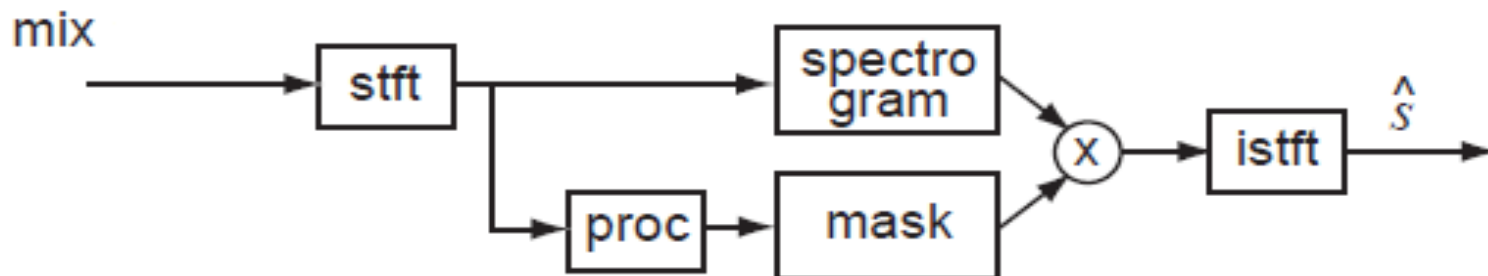 mix
stft
spectro
gram
x
istft
ŝ
proc
mask